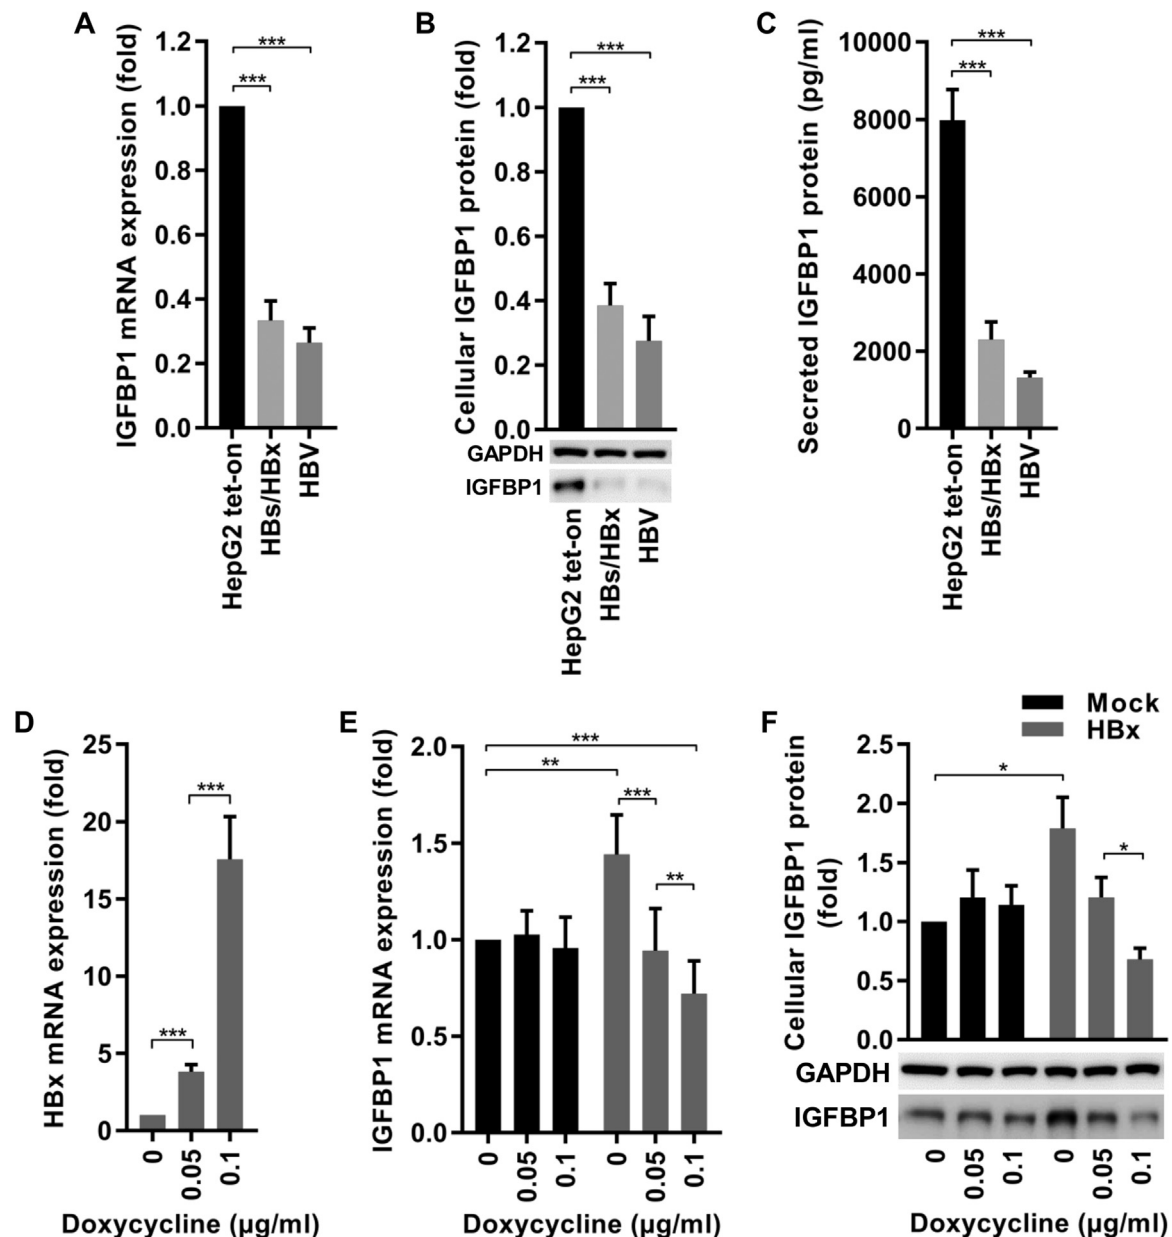 A
IGFBP1 mRNA expression (fold)
1.2
1.0
0.8
0.6
0.4
0.2
0.0
***
***
HepG2 tet-on
HBs/HBx
HBV
B
Cellular IGFBP1 protein (fold)
1.2
1.0
0.8
0.6
0.4
0.2
0.0
***
***
GAPDH
IGFBP1
HepG2 tet-on
HBs/HBx
HBV
C
Secreted IGFBP1 protein (pg/ml)
10000
8000
6000
4000
2000
0
***
***
HepG2 tet-on
HBs/HBx
HBV
D
HBx mRNA expression (fold)
25
20
15
10
5
0
***
***
0
0.05
0.1
Doxycycline (µg/ml)
E
IGFBP1 mRNA expression (fold)
2.0
1.5
1.0
0.5
0.0
***
**
***
**
0
0.05
0.1
0
0.05
0.1
Doxycycline (µg/ml)
Mock
HBx
F
Cellular IGFBP1 protein
(fold)
2.5
2.0
1.5
1.0
0.5
0.0
*
*
GAPDH
IGFBP1
0
0.05
0.1
0
0.05
0.1
Doxycycline (µg/ml)